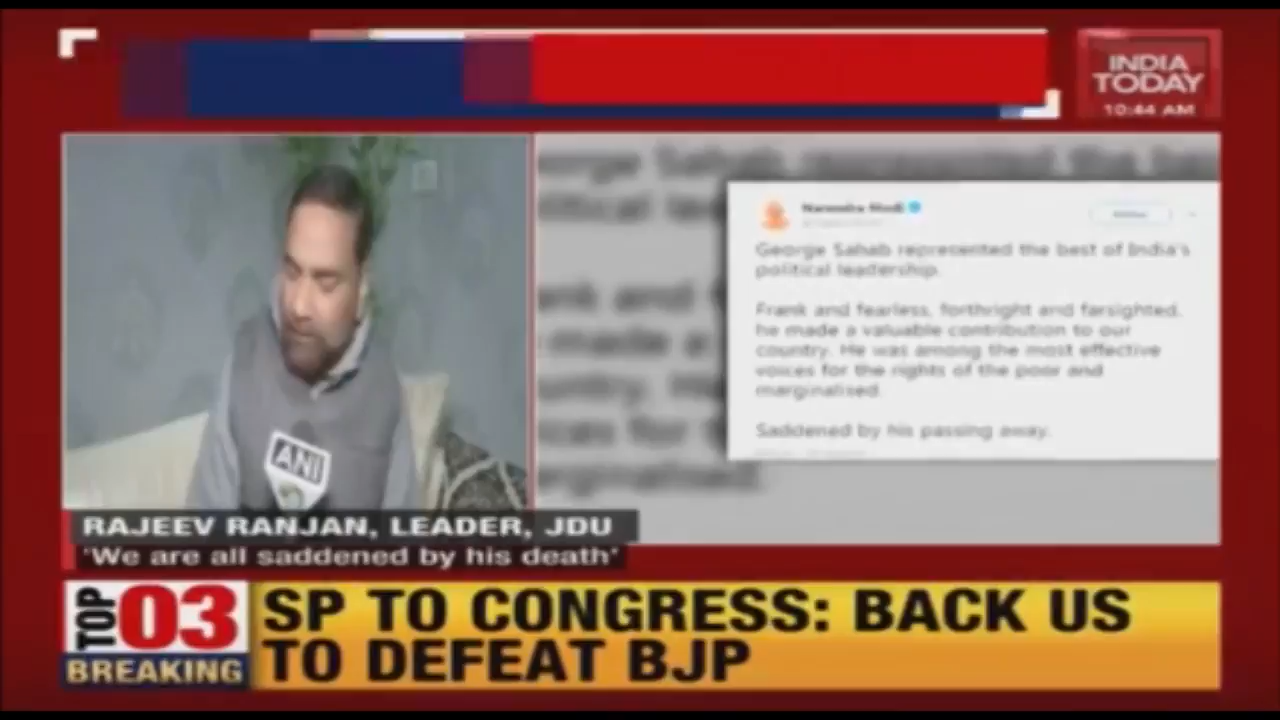 INDIA
TODAY
10:44 AM
Narendra Modi
George Sahab represented the best of India's
political leadership.
Frank and fearless, forthright and farsighted,
he made a valuable contribution to our
country. He was among the most effective
voices for the rights of the poor and
marginalised.
Saddened by his passing away.
ANI
RAJEEV RANJAN, LEADER, JDU
'We are all saddened by his death'
TOP 03
BREAKING
SP TO CONGRESS: BACK US
TO DEFEAT BJP